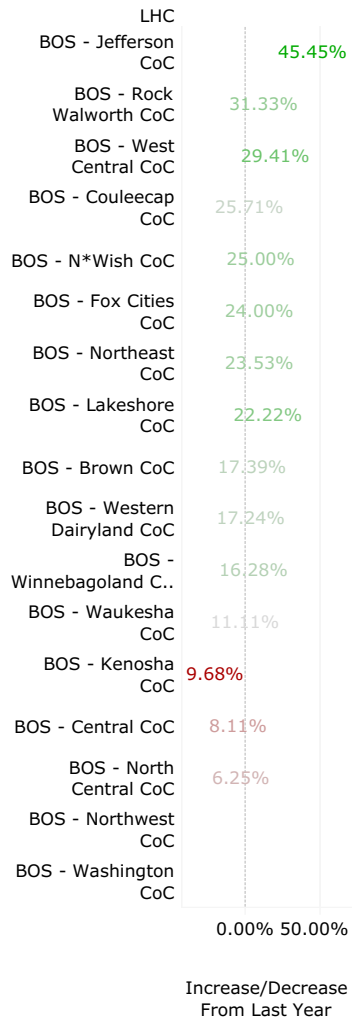 LHC
BOS - Jefferson
CoC
45.45%
BOS - Rock
Walworth CoC
31.33%
BOS - West
Central CoC
29.41%
BOS - Couleecap
CoC
25.71%
BOS - N*Wish CoC
25.00%
BOS - Fox Cities
CoC
24.00%
BOS - Northeast
CoC
23.53%
BOS - Lakeshore
CoC
22.22%
BOS - Brown CoC
17.39%
BOS - Western
Dairyland CoC
17.24%
BOS -
Winnebagoland C..
16.28%
BOS - Waukesha
CoC
11.11%
BOS - Kenosha
CoC
9.68%
BOS - Central CoC
8.11%
BOS - North
Central CoC
6.25%
BOS - Northwest
CoC
BOS - Washington
CoC
0.00% 50.00%
Increase/Decrease
From Last Year